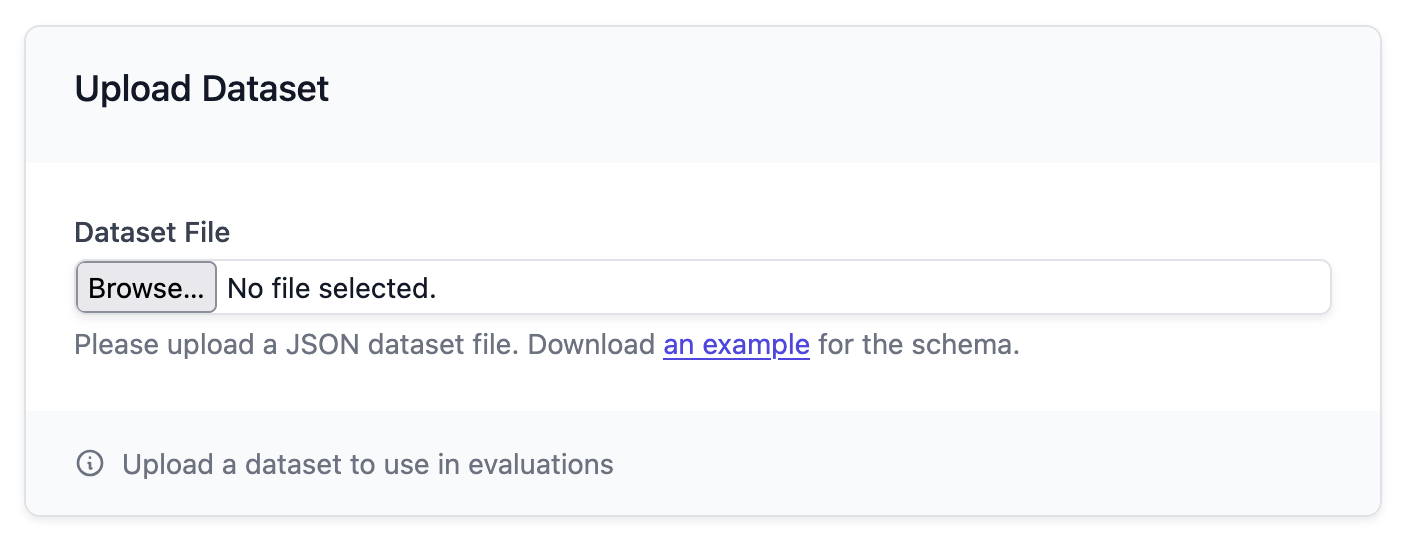 Upload Dataset
Dataset File
Browse... No file selected.
Please upload a JSON dataset file. Download an example for the schema.
Upload a dataset to use in evaluations